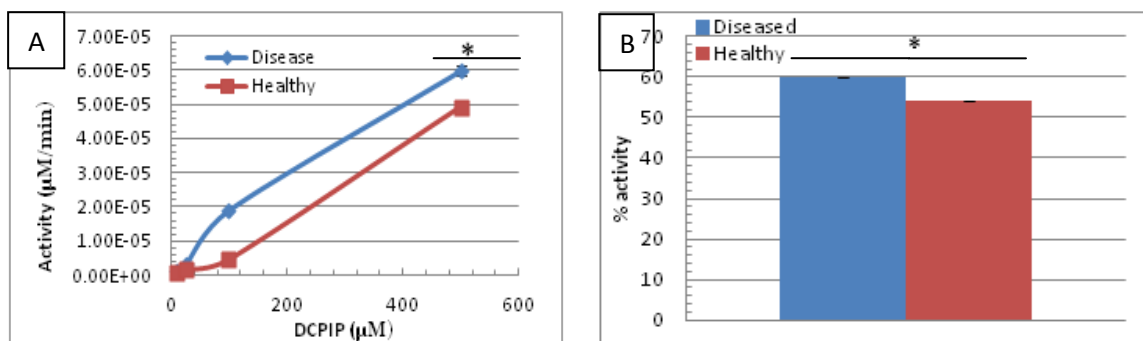 A
Activity (µM/min)
7.00E-05
6.00E-05
5.00E-05
4.00E-05
3.00E-05
2.00E-05
1.00E-05
0.00E+00
Disease
Healthy
*
0 200 400 600
DCPIP (µM)
B
% activity
70
60
50
40
30
20
10
0
Diseased
Healthy
*